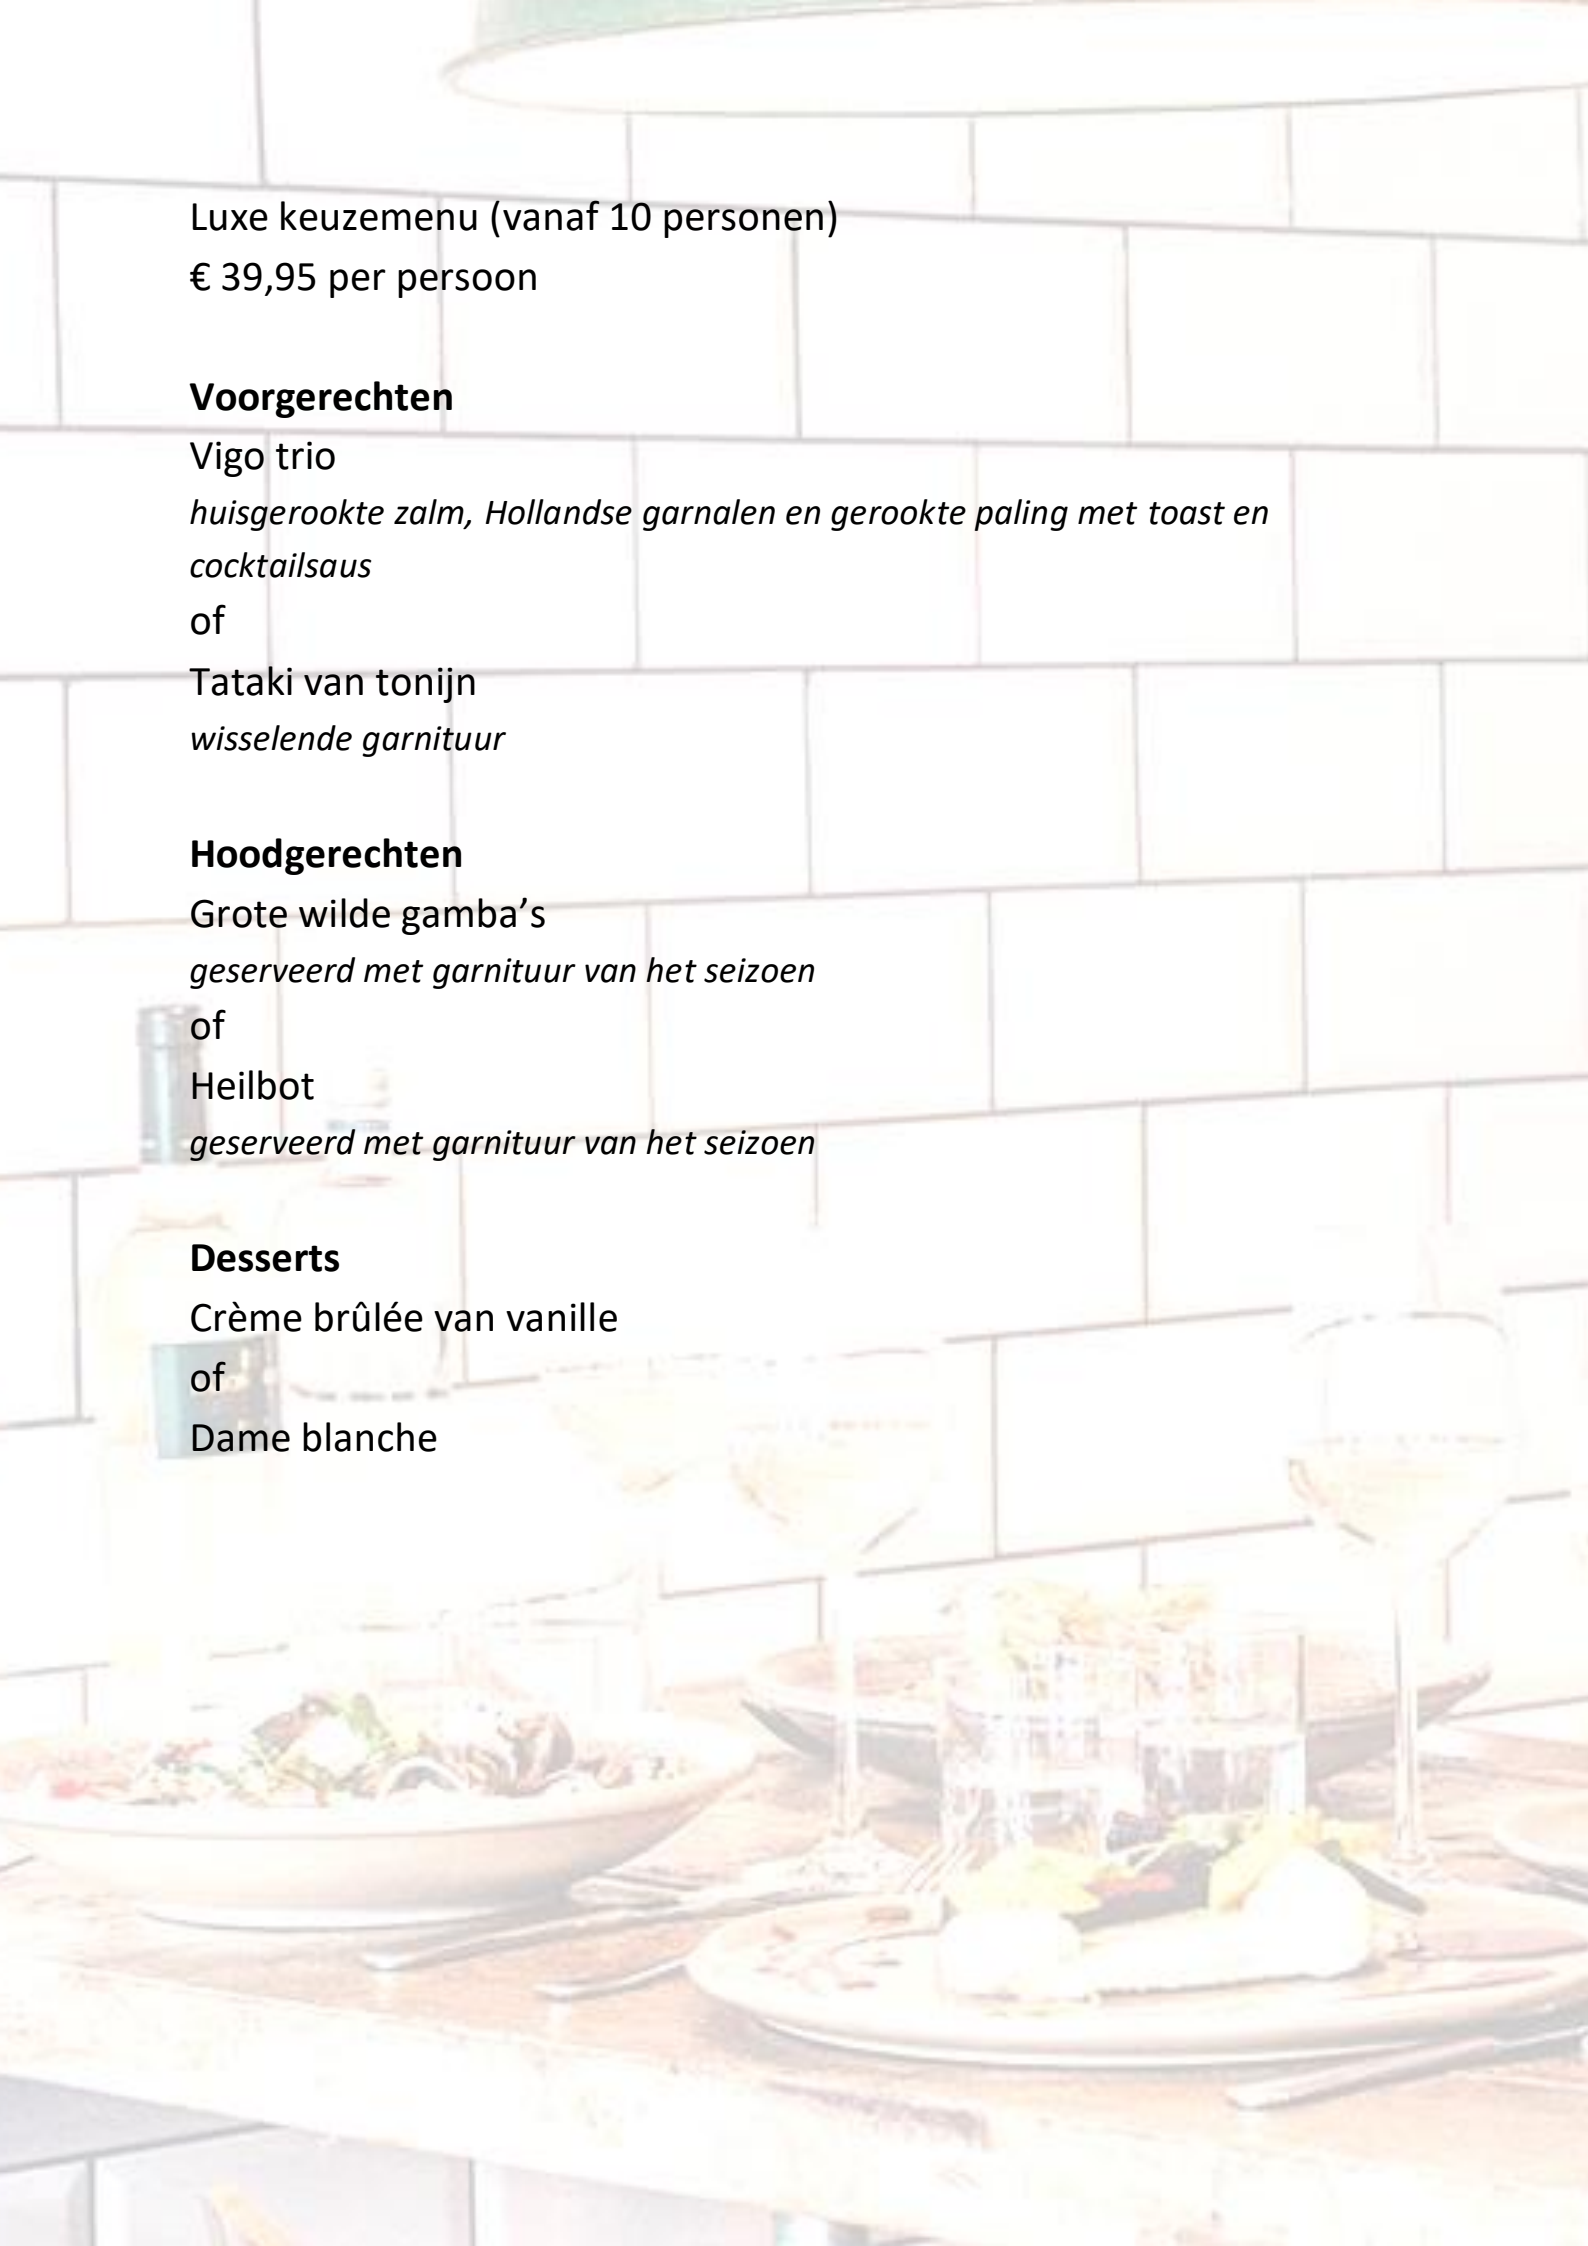 Luxe keuzemenu (vanaf 10 personen)
€ 39,95 per persoon
Voorgerechten
Vigo trio
huisgerookte zalm, Hollandse garnalen en gerookte paling met toast en
cocktailsaus
of
Tataki van tonijn
wisselende garnituur
Hoodgerechten
Grote wilde gamba’s
geserveerd met garnituur van het seizoen
of
Heilbot
geserveerd met garnituur van het seizoen
Desserts
Crème brûlée van vanille
of
Dame blanche